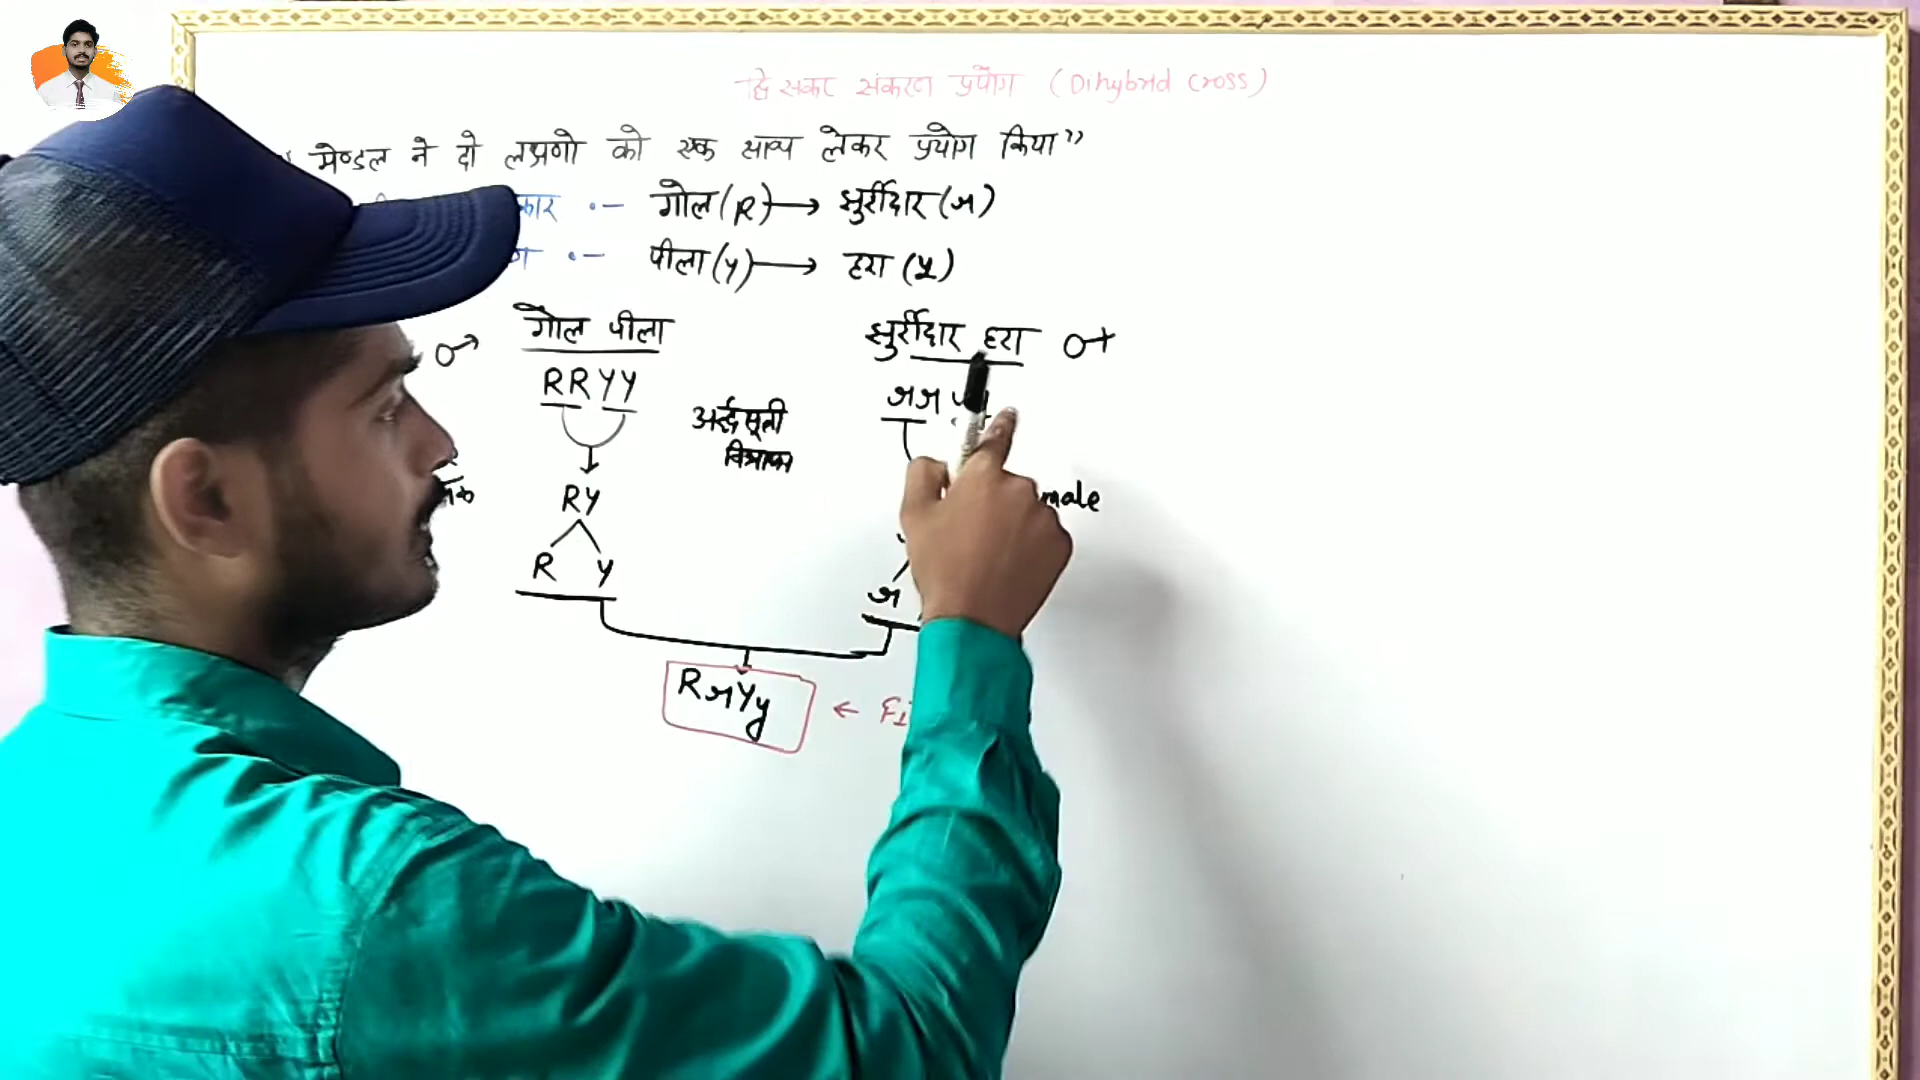 द्वि संकर संकरण प्रयोग (Dihybrid Cross)
"मेण्डल ने दो लक्षणो को एक साथ लेकर प्रयोग किया"
कार :- गोल (R) → झुर्रीदार (r)
:- पीला (Y) → हरा (y)
♂ गोल पीला झुर्रीदार हरा ♀
RRYY rr
अर्द्धसूत्री
विभाजन
RY male
R Y r
RrYy ← F1